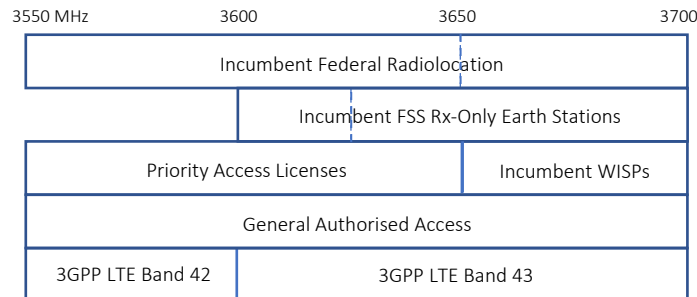 3550 MHz 3600 3650 3700
Incumbent Federal Radiolocation
Incumbent FSS Rx-Only Earth Stations
Priority Access Licenses Incumbent WISPs
General Authorised Access
3GPP LTE Band 42 3GPP LTE Band 43